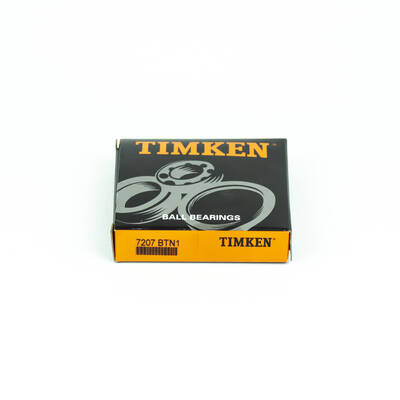 TIMKEN
BALL BEARINGS
7207 BTN1
TIMKEN